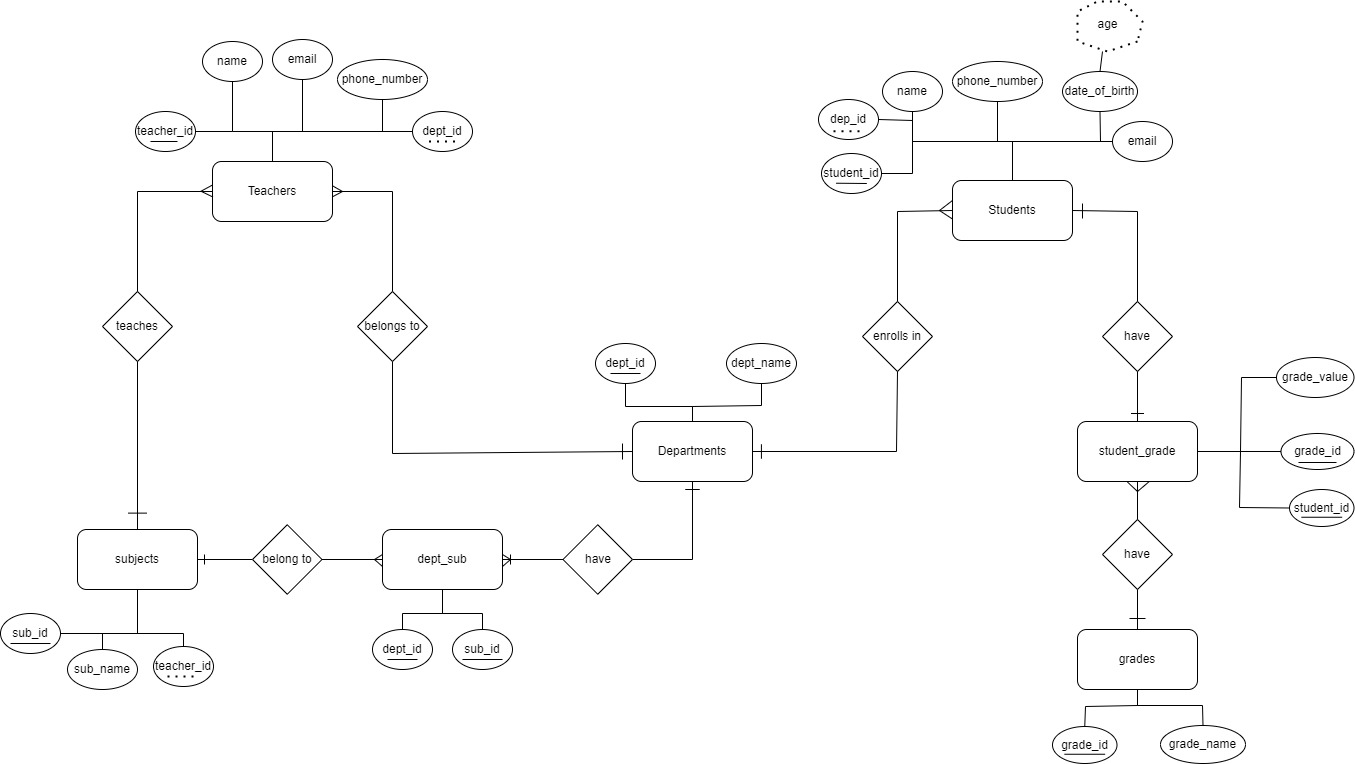 age
name
email
phone_number
teacher_id
dept_id
name
phone_number
date_of_birth
dep_id
email
student_id
Teachers
Students
teaches
belongs to
enrolls in
have
dept_id
dept_name
grade_value
Departments
student_grade
grade_id
student_id
subjects
belong to
dept_sub
have
have
sub_id
sub_name
teacher_id
dept_id
sub_id
grades
grade_id
grade_name